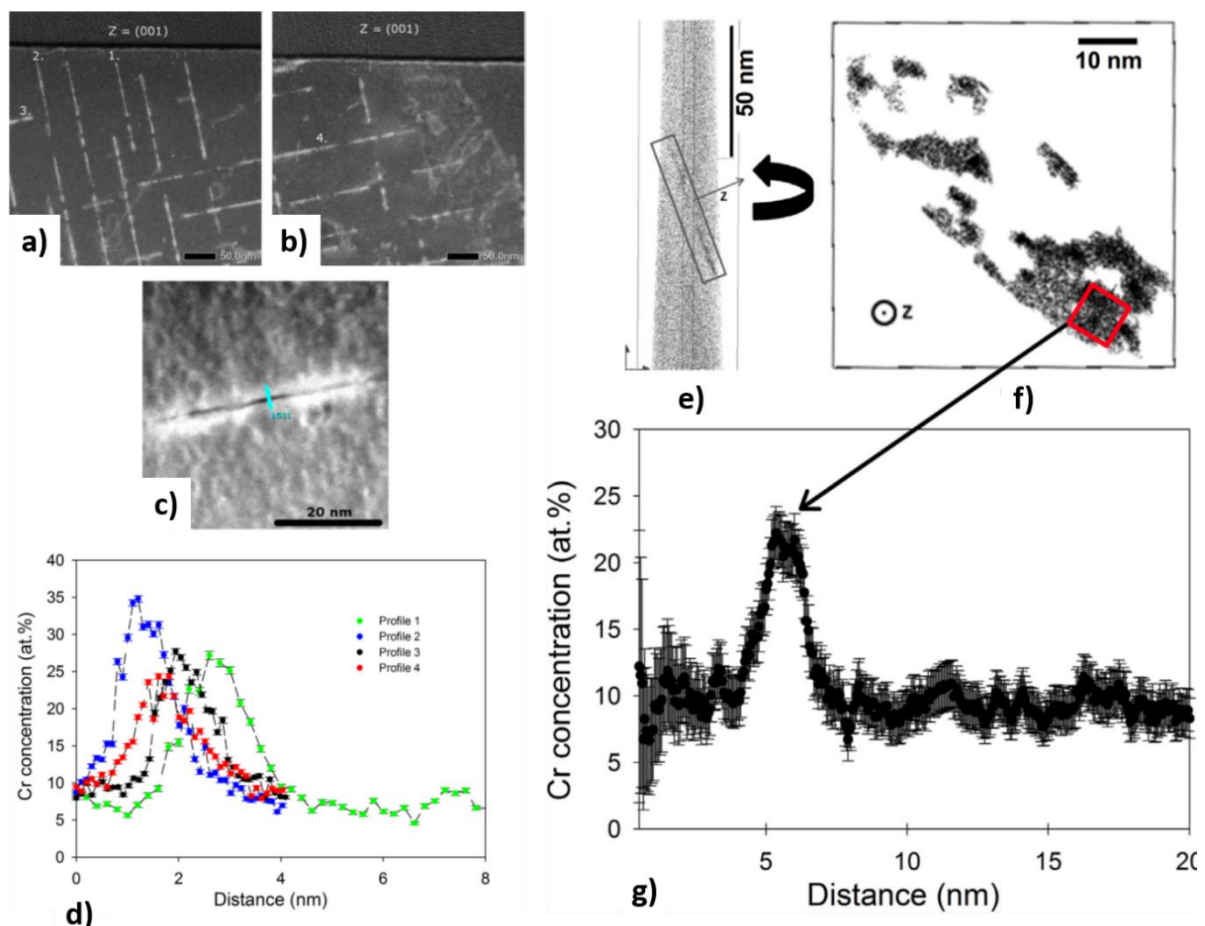 Z = (001)
2.
1.
3.
50.0nm
a)
Z = (001)
4.
50.0nm
b)
20 nm
c)
40
35
30
25
20
15
10
5
0
Cr concentration (at.%)
Profile 1
Profile 2
Profile 3
Profile 4
0 2 4 6 8
Distance (nm)
d)
50 nm
z
e)
10 nm
z
f)
30
25
20
15
10
5
0
Cr concentration (at.%)
5 10 15 20
Distance (nm)
g)